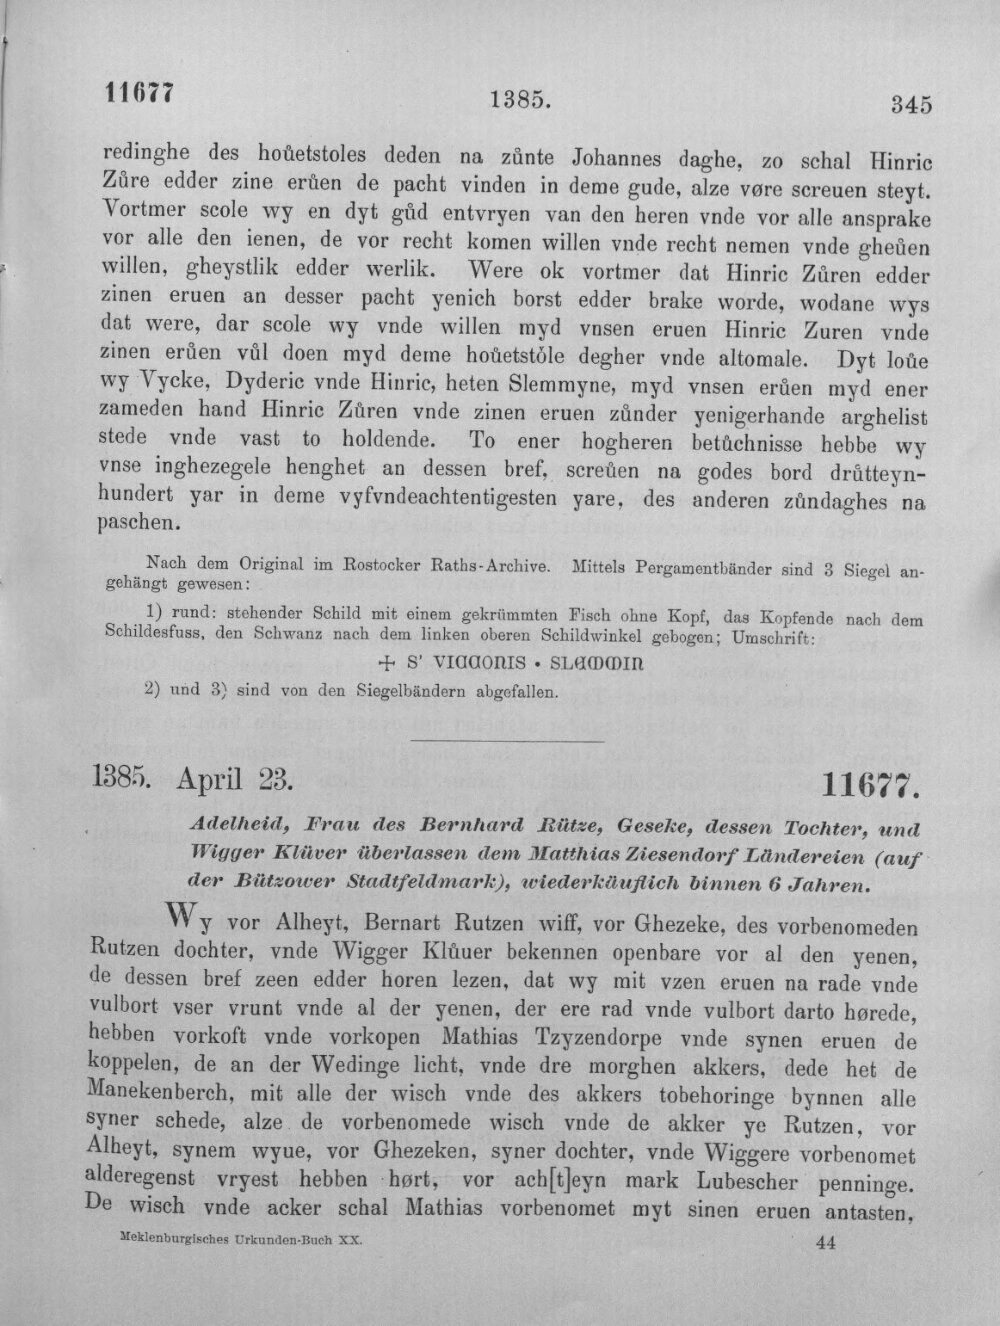 11677 1385. 345
redinghe des hoůetstoles deden na zůnte Johannes daghe, zo schal Hinric
Zůre edder zine erůen de pacht vinden in deme gude, alze vøre screuen steyt.
Vortmer scole wy en dyt gůd entvryen van den heren vnde vor alle ansprake
vor alle den ienen, de vor recht komen willen vnde recht nemen vnde gheůen
willen, gheystlik edder werlik. Were ok vortmer dat Hinric Zůren edder
zinen eruen an desser pacht yenich borst edder brake worde, wodane wys
dat were, dar scole wy vnde willen myd vnsen eruen Hinric Zuren vnde
zinen erůen vůl doen myd deme hoůetstôle degher vnde altomale. Dyt loůe
wy Vycke, Dyderic vnde Hinric, heten Slemmyne, myd vnsen erůen myd ener
zameden hand Hinric Zůren vnde zinen eruen zůnder yenigerhande arghelist
stede vnde vast to holdende. To ener hogheren betůchnisse hebbe wy
vnse inghezegele henghet an dessen bref, screůen na godes bord drůtteyn-
hundert yar in deme vyfvndeachtentigesten yare, des anderen zůndaghes na
paschen.
Nach dem Original im Rostocker Raths-Archive. Mittels Pergamentbänder sind 3 Siegel an-
gehängt gewesen:
1) rund: stehender Schild mit einem gekrümmten Fisch ohne Kopf, das Kopfende nach dem
Schildesfuss, den Schwanz nach dem linken oberen Schildwinkel gebogen; Umschrift:
✢ S' VICCONIS • SLEMMIN
2) und 3) sind von den Siegelbändern abgefallen.
1385. April 23. 11677.
Adelheid, Frau des Bernhard Rütze, Geseke, dessen Tochter, und
Wigger Klüver überlassen dem Matthias Ziesendorf Ländereien (auf
der Bützower Stadtfeldmark), wiederkäuflich binnen 6 Jahren.
Wy vor Alheyt, Bernart Rutzen wiff, vor Ghezeke, des vorbenomeden
Rutzen dochter, vnde Wigger Klůuer bekennen openbare vor al den yenen,
de dessen bref zeen edder horen lezen, dat wy mit vzen eruen na rade vnde
vulbort vser vrunt vnde al der yenen, der ere rad vnde vulbort darto hørede,
hebben vorkoft vnde vorkopen Mathias Tzyzendorpe vnde synen eruen de
koppelen, de an der Wedinge licht, vnde dre morghen akkers, dede het de
Manekenberch, mit alle der wisch vnde des akkers tobehoringe bynnen alle
syner schede, alze de vorbenomede wisch vnde de akker ye Rutzen, vor
Alheyt, synem wyue, vor Ghezeken, syner dochter, vnde Wiggere vorbenomet
alderegenst vryest hebben hørt, vor ach[t]eyn mark Lubescher penninge.
De wisch vnde acker schal Mathias vorbenomet myt sinen eruen antasten,
Meklenburgisches Urkunden-Buch XX. 44